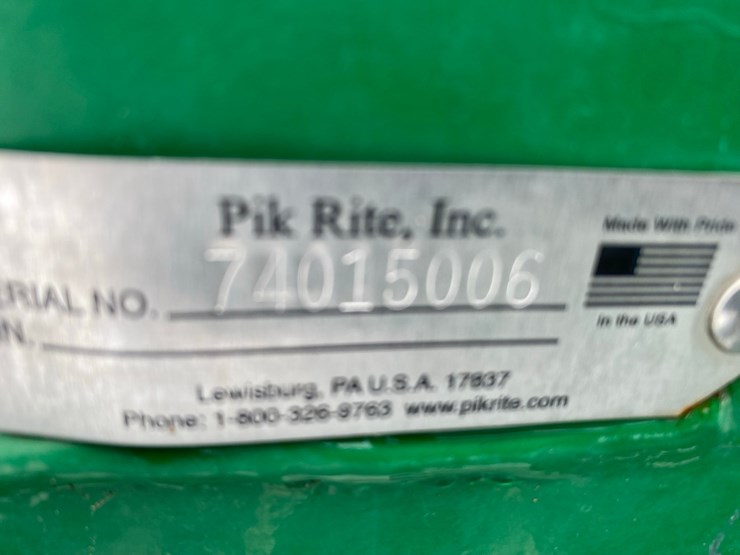 Pik Rite, Inc.
Made With Pride
74015006
ERIAL NO.
In the USA
N.
Lewisburg, PA U.S.A. 17837
Phone: 1-800-326-9763 www.pikrite.com